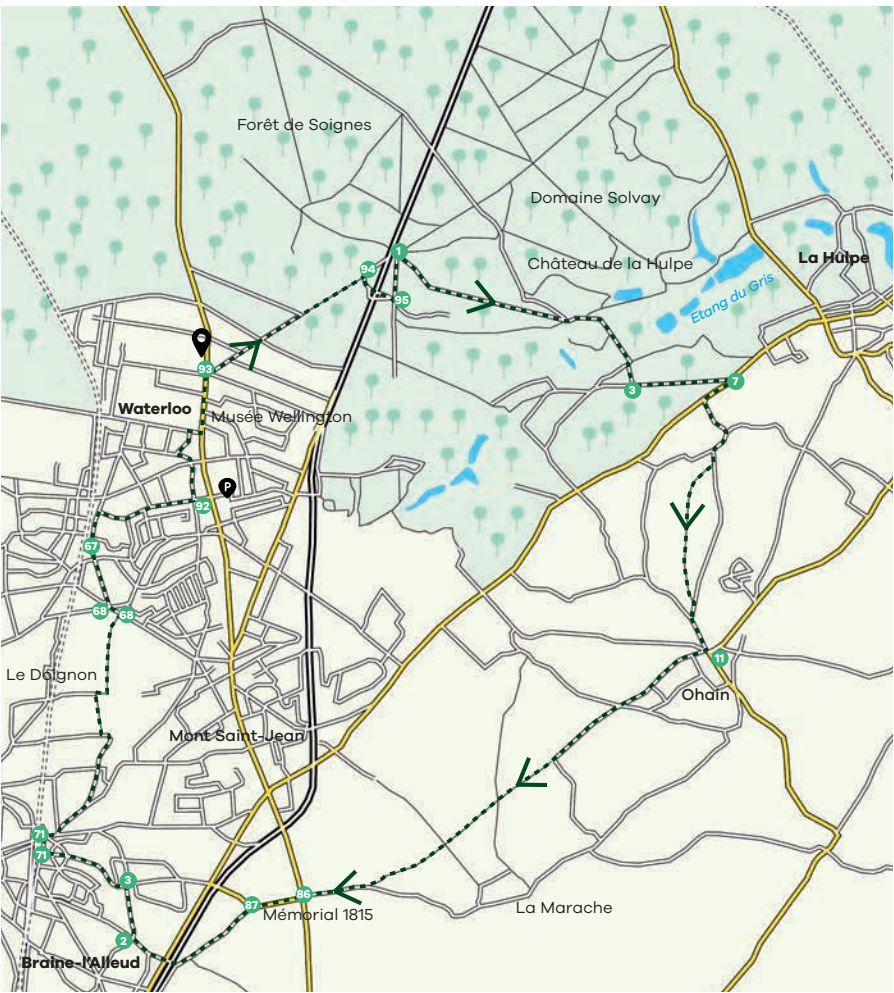 Forêt de Soignes
Domaine Solvay
1
La Hulpe
Château de la Hulpe
94
95
Etang du Gris
93
7
3
Waterloo
Musée Wellington
P
92
67
68
68
11
Le Doignon
Ohain
Mont Saint-Jean
71
71
3
86
87
La Marache
Mémorial 1815
2
Braine-l'Alleud